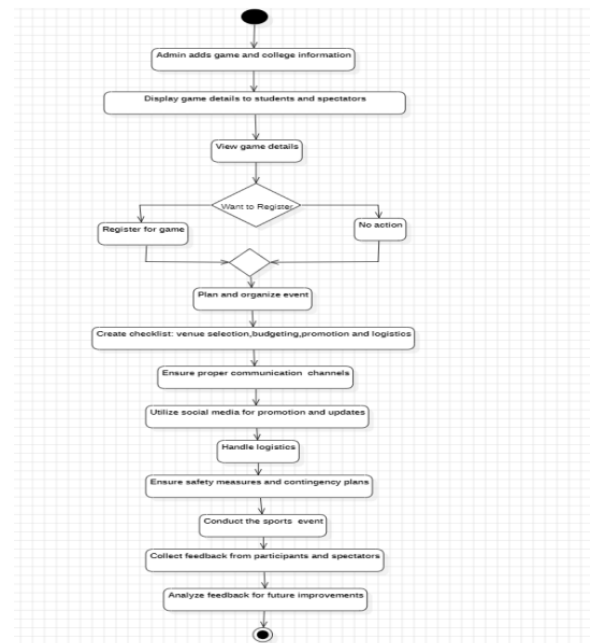 Admin adds game and college information
Display game details to students and spectators
View game details
Want to Register
Register for game
No action
Plan and organize event
Create checklist: venue selection,budgeting,promotion and logistics
Ensure proper communication channels
Utilize social media for promotion and updates
Handle logistics
Ensure safety measures and contingency plans
Conduct the sports event
Collect feedback from participants and spectators
Analyze feedback for future improvements